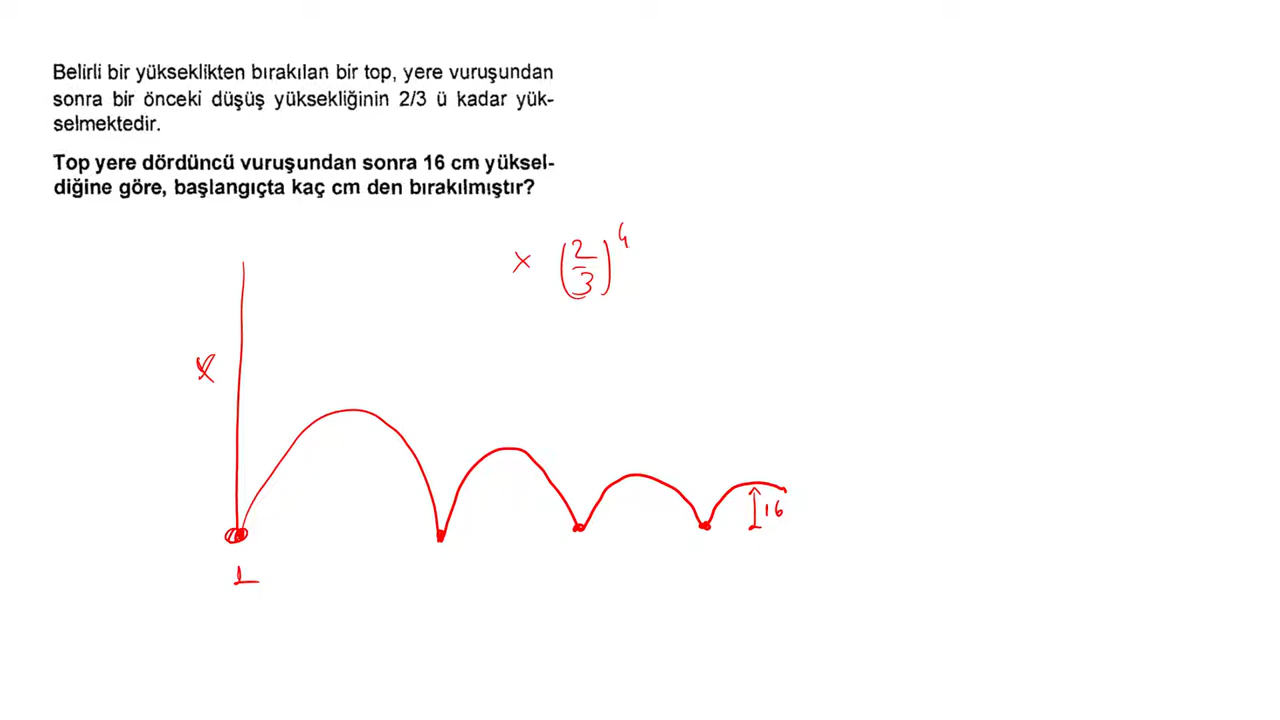 Belirli bir yükseklikten bırakılan bir top, yere vuruşundan
sonra bir önceki düşüş yüksekliğinin 2/3 ü kadar yük-
selmektedir.
Top yere dördüncü vuruşundan sonra 16 cm yüksel-
diğine göre, başlangıçta kaç cm den bırakılmıştır?
x (2/3)^4
x
16
1